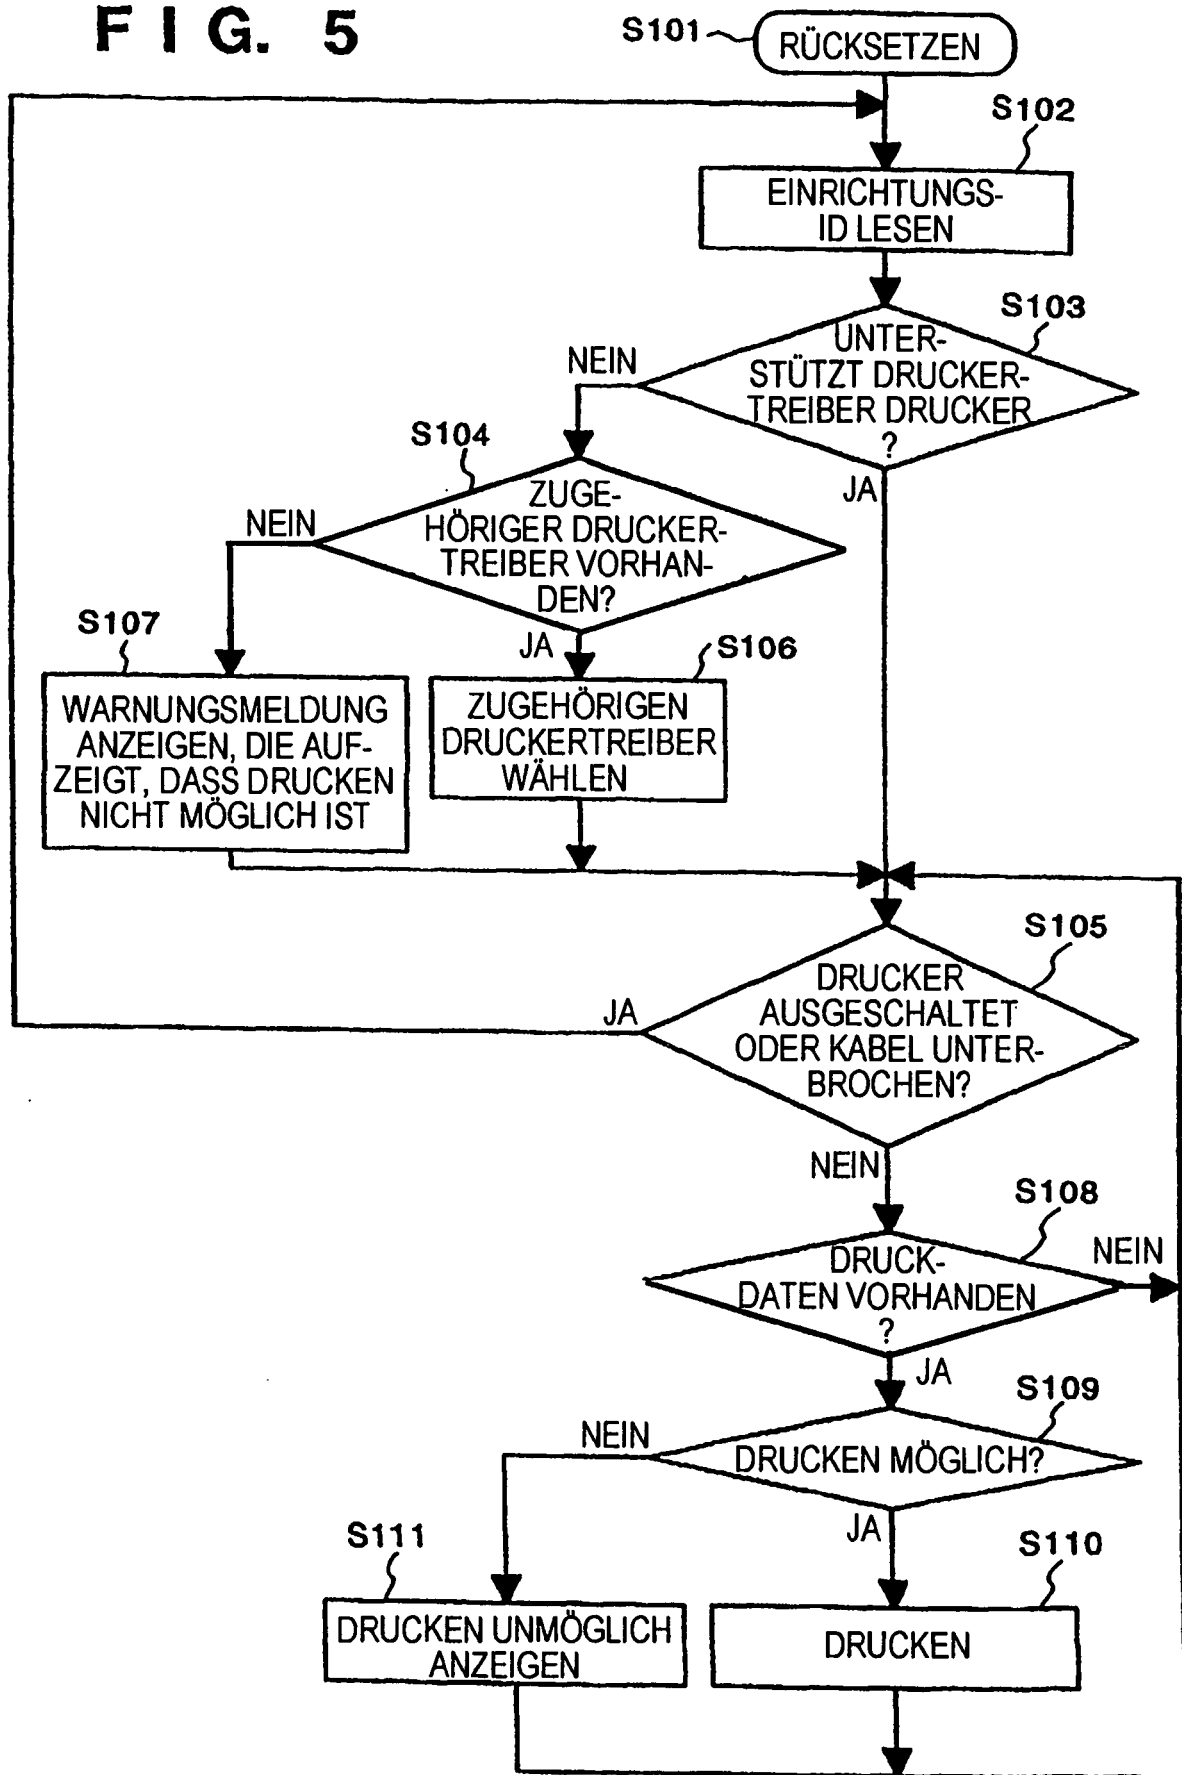 FIG. 5
S101
RÜCKSETZEN
S102
EINRICHTUNGS-
ID LESEN
S103
UNTER-
STÜTZT DRUCKER-
TREIBER DRUCKER
?
NEIN
JA
S104
ZUGE-
HÖRIGER DRUCKER-
TREIBER VORHAN-
DEN?
NEIN
JA
S107
WARNUNGSMELDUNG
ANZEIGEN, DIE AUF-
ZEIGT, DASS DRUCKEN
NICHT MÖGLICH IST
S106
ZUGEHÖRIGEN
DRUCKERTREIBER
WÄHLEN
S105
DRUCKER
AUSGESCHALTET
ODER KABEL UNTER-
BROCHEN?
JA
NEIN
S108
DRUCK-
DATEN VORHANDEN
?
NEIN
JA
S109
DRUCKEN MÖGLICH?
NEIN
JA
S111
DRUCKEN UNMÖGLICH
ANZEIGEN
S110
DRUCKEN